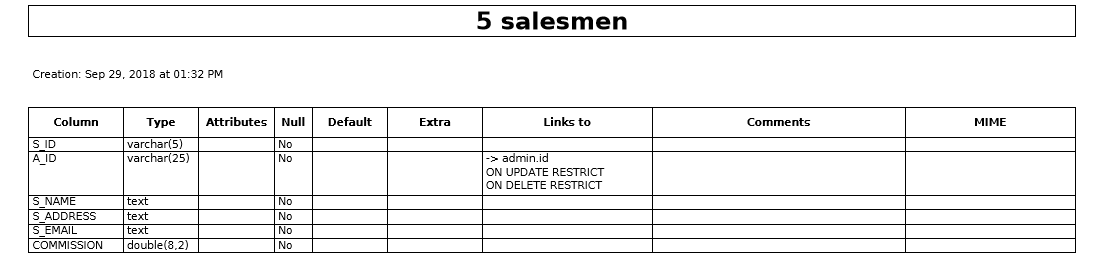 5 salesmen
Creation: Sep 29, 2018 at 01:32 PM
Column Type Attributes Null Default Extra Links to Comments MIME
S_ID varchar(5) No
A_ID varchar(25) No -> admin.id
ON UPDATE RESTRICT
ON DELETE RESTRICT
S_NAME text No
S_ADDRESS text No
S_EMAIL text No
COMMISSION double(8,2) No